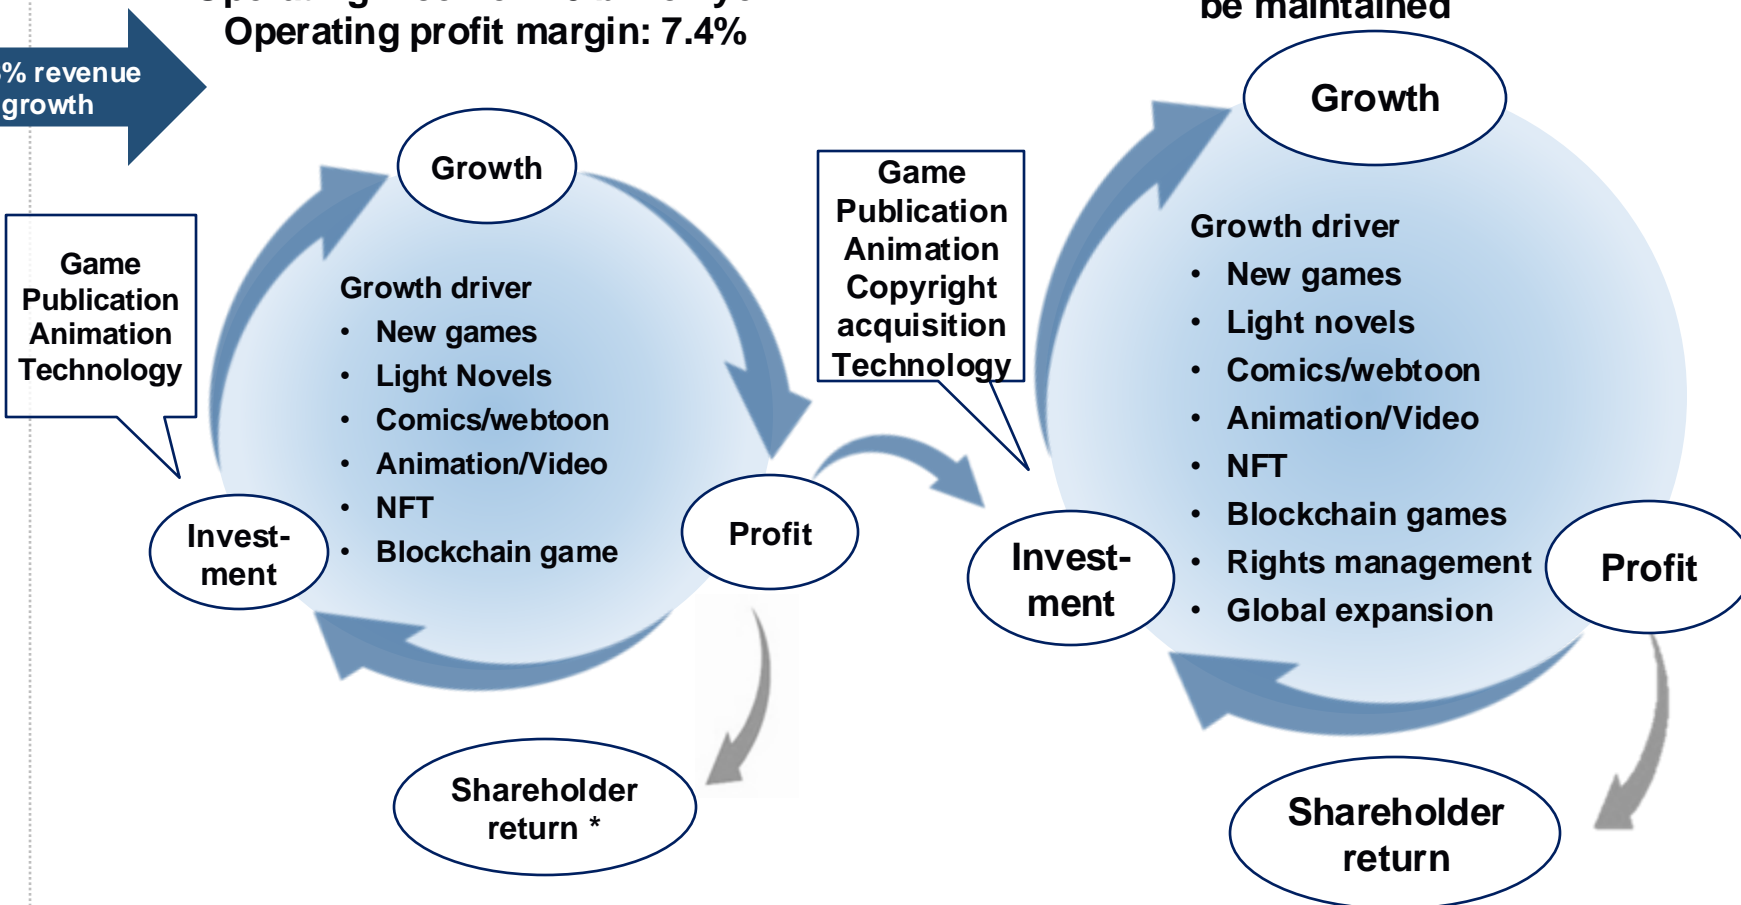 Operating profit margin: 7.4%
be maintained
% revenue
growth
Growth
Game
Publication
Animation
Technology
Growth driver
• New games
• Light Novels
• Comics/webtoon
• Animation/Video
• NFT
• Blockchain game
Invest-
ment
Profit
Shareholder
return *
Growth
Game
Publication
Animation
Copyright
acquisition
Technology
Growth driver
• New games
• Light novels
• Comics/webtoon
• Animation/Video
• NFT
• Blockchain games
• Rights management
• Global expansion
Invest-
ment
Profit
Shareholder
return